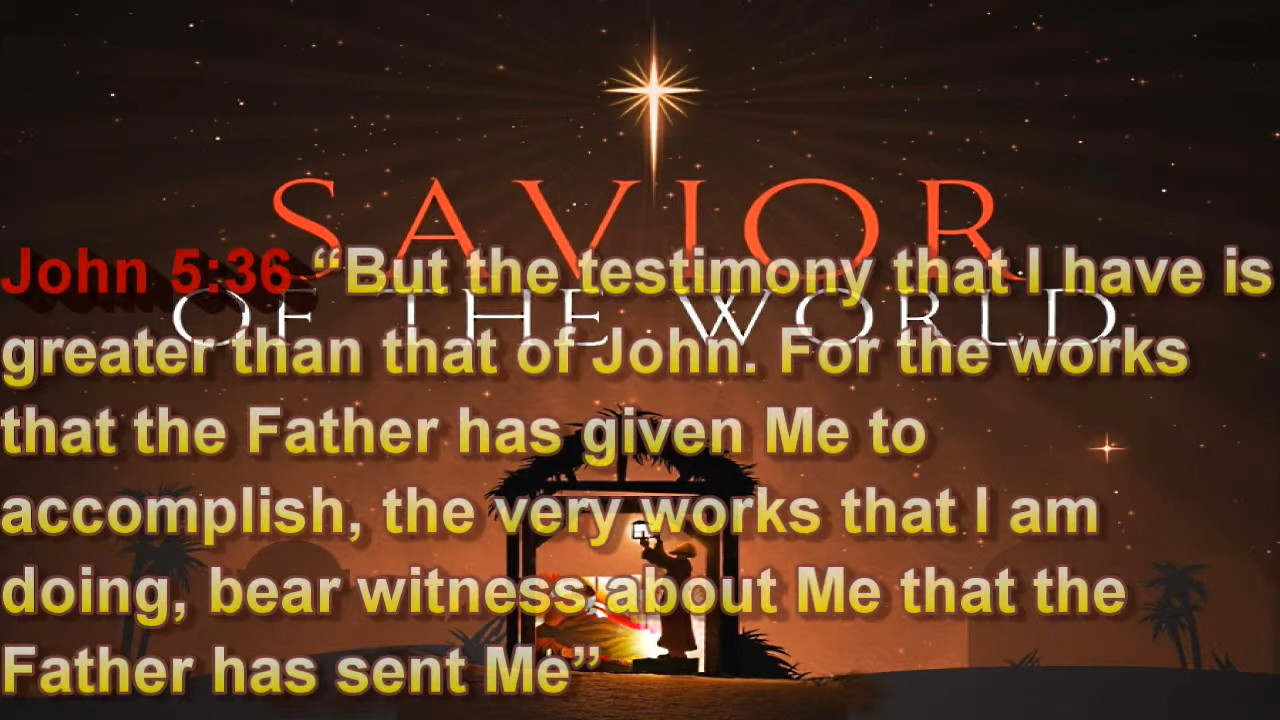 SAVIOR
OF THE WORLD
John 5:36 “But the testimony that I have is
greater than that of John. For the works
that the Father has given Me to
accomplish, the very works that I am
doing, bear witness about Me that the
Father has sent Me”